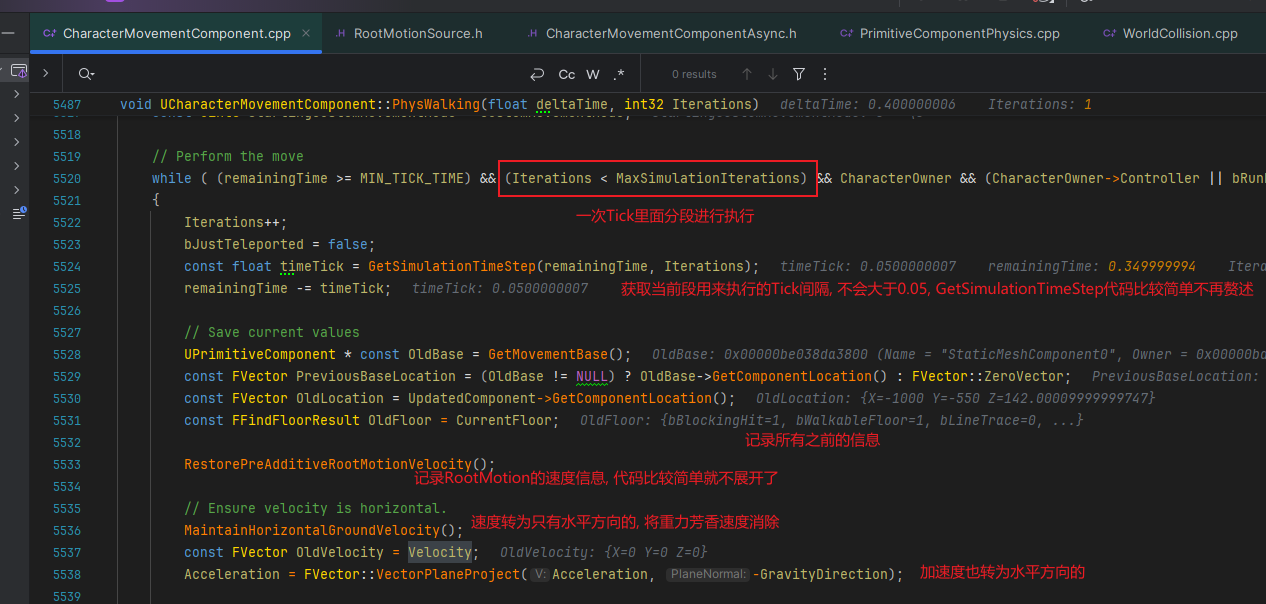 CharacterMovementComponent.cpp ×
RootMotionSource.h
CharacterMovementComponentAsync.h
PrimitiveComponentPhysics.cpp
WorldCollision.cpp
Cc W .* 0 results
5487 void UCharacterMovementComponent::PhysWalking(float deltaTime, int32 Iterations) deltaTime: 0.400000006 Iterations: 1
5518
5519 // Perform the move
5520 while ( (remainingTime >= MIN_TICK_TIME) && (Iterations < MaxSimulationIterations) && CharacterOwner && (CharacterOwner->Controller || bRun
5521 {
一次Tick里面分段进行执行
5522 Iterations++;
5523 bJustTeleported = false;
5524 const float timeTick = GetSimulationTimeStep(remainingTime, Iterations); timeTick: 0.0500000007 remainingTime: 0.349999994 Itera
5525 remainingTime -= timeTick; timeTick: 0.0500000007 获取当前段用来执行的Tick间隔, 不会大于0.05, GetSimulationTimeStep代码比较简单不再赘述
5526
5527 // Save current values
5528 UPrimitiveComponent * const OldBase = GetMovementBase(); OldBase: 0x00000be038da3800 (Name = "StaticMeshComponent0", Owner = 0x00000bd
5529 const FVector PreviousBaseLocation = (OldBase != NULL) ? OldBase->GetComponentLocation() : FVector::ZeroVector; PreviousBaseLocation:
5530 const FVector OldLocation = UpdatedComponent->GetComponentLocation(); OldLocation: {X=-1000 Y=-550 Z=142.00009999999747}
5531 const FFindFloorResult OldFloor = CurrentFloor; OldFloor: {bBlockingHit=1, bWalkableFloor=1, bLineTrace=0, ...}
5532 记录所有之前的信息
5533 RestorePreAdditiveRootMotionVelocity();
5534 记录RootMotion的速度信息, 代码比较简单就不展开了
5535 // Ensure velocity is horizontal.
5536 MaintainHorizontalGroundVelocity(); 速度转为只有水平方向的, 将重力芳香速度消除
5537 const FVector OldVelocity = Velocity; OldVelocity: {X=0 Y=0 Z=0}
5538 Acceleration = FVector::VectorPlaneProject( V: Acceleration, PlaneNormal: -GravityDirection); 加速度也转为水平方向的
5539